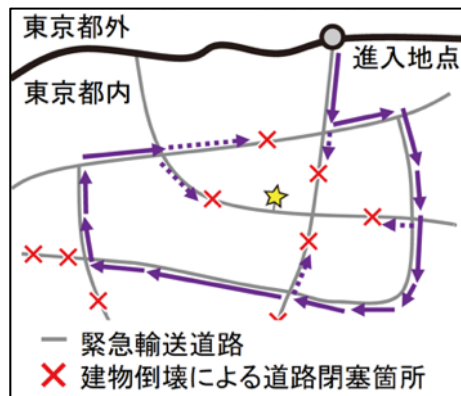 東京都外
進入地点
東京都内
緊急輸送道路
建物倒壊による道路閉塞箇所